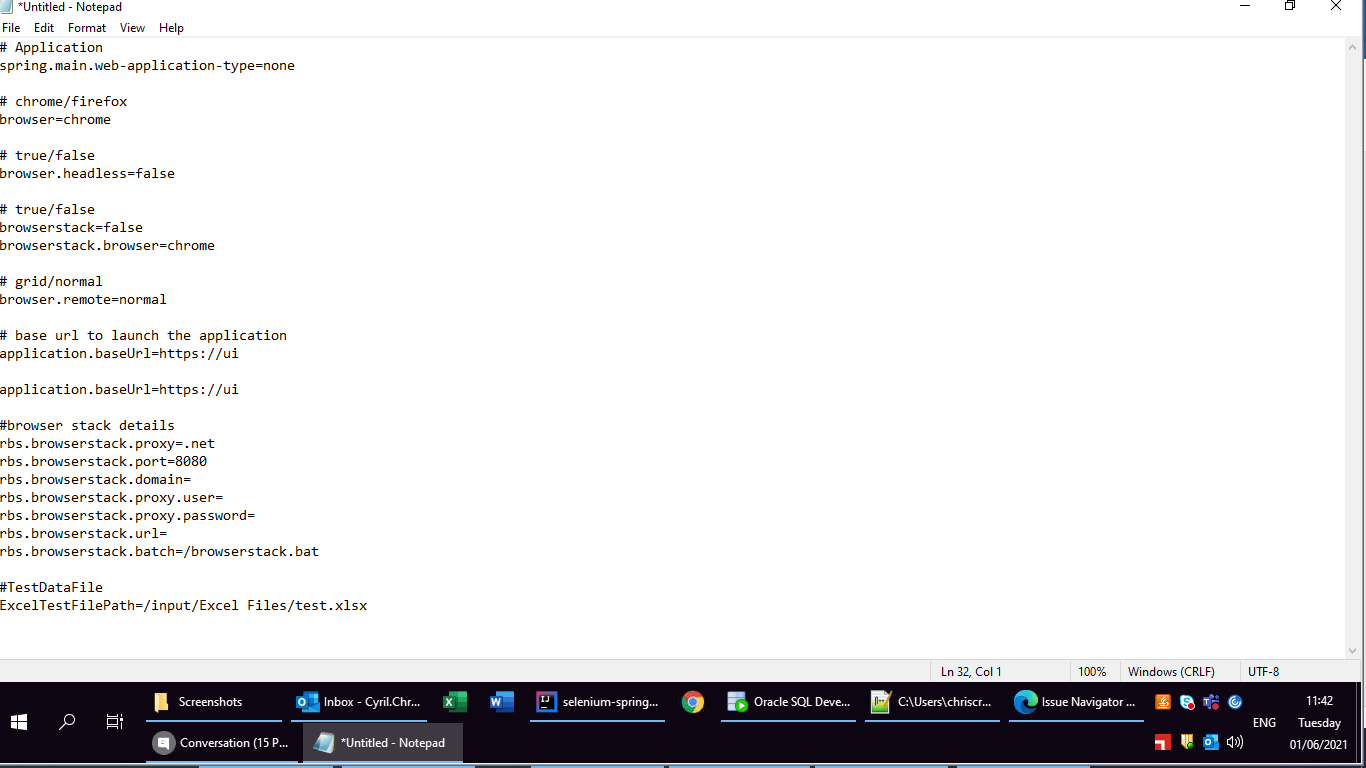 *Untitled - Notepad
File Edit Format View Help
# Application
spring.main.web-application-type=none
# chrome/firefox
browser=chrome
# true/false
browser.headless=false
# true/false
browserstack=false
browserstack.browser=chrome
# grid/normal
browser.remote=normal
# base url to launch the application
application.baseUrl=https://ui
application.baseUrl=https://ui
#browser stack details
rbs.browserstack.proxy=.net
rbs.browserstack.port=8080
rbs.browserstack.domain=
rbs.browserstack.proxy.user=
rbs.browserstack.proxy.password=
rbs.browserstack.url=
rbs.browserstack.batch=/browserstack.bat
#TestDataFile
ExcelTestFilePath=/input/Excel Files/test.xlsx
Ln 32, Col 1 100% Windows (CRLF) UTF-8
Screenshots Inbox - Cyril.Chr... selenium-spring... Oracle SQL Deve... C:\Users\chriscr... Issue Navigator ... 11:42
ENG Tuesday
Conversation (15 P... *Untitled - Notepad 01/06/2021